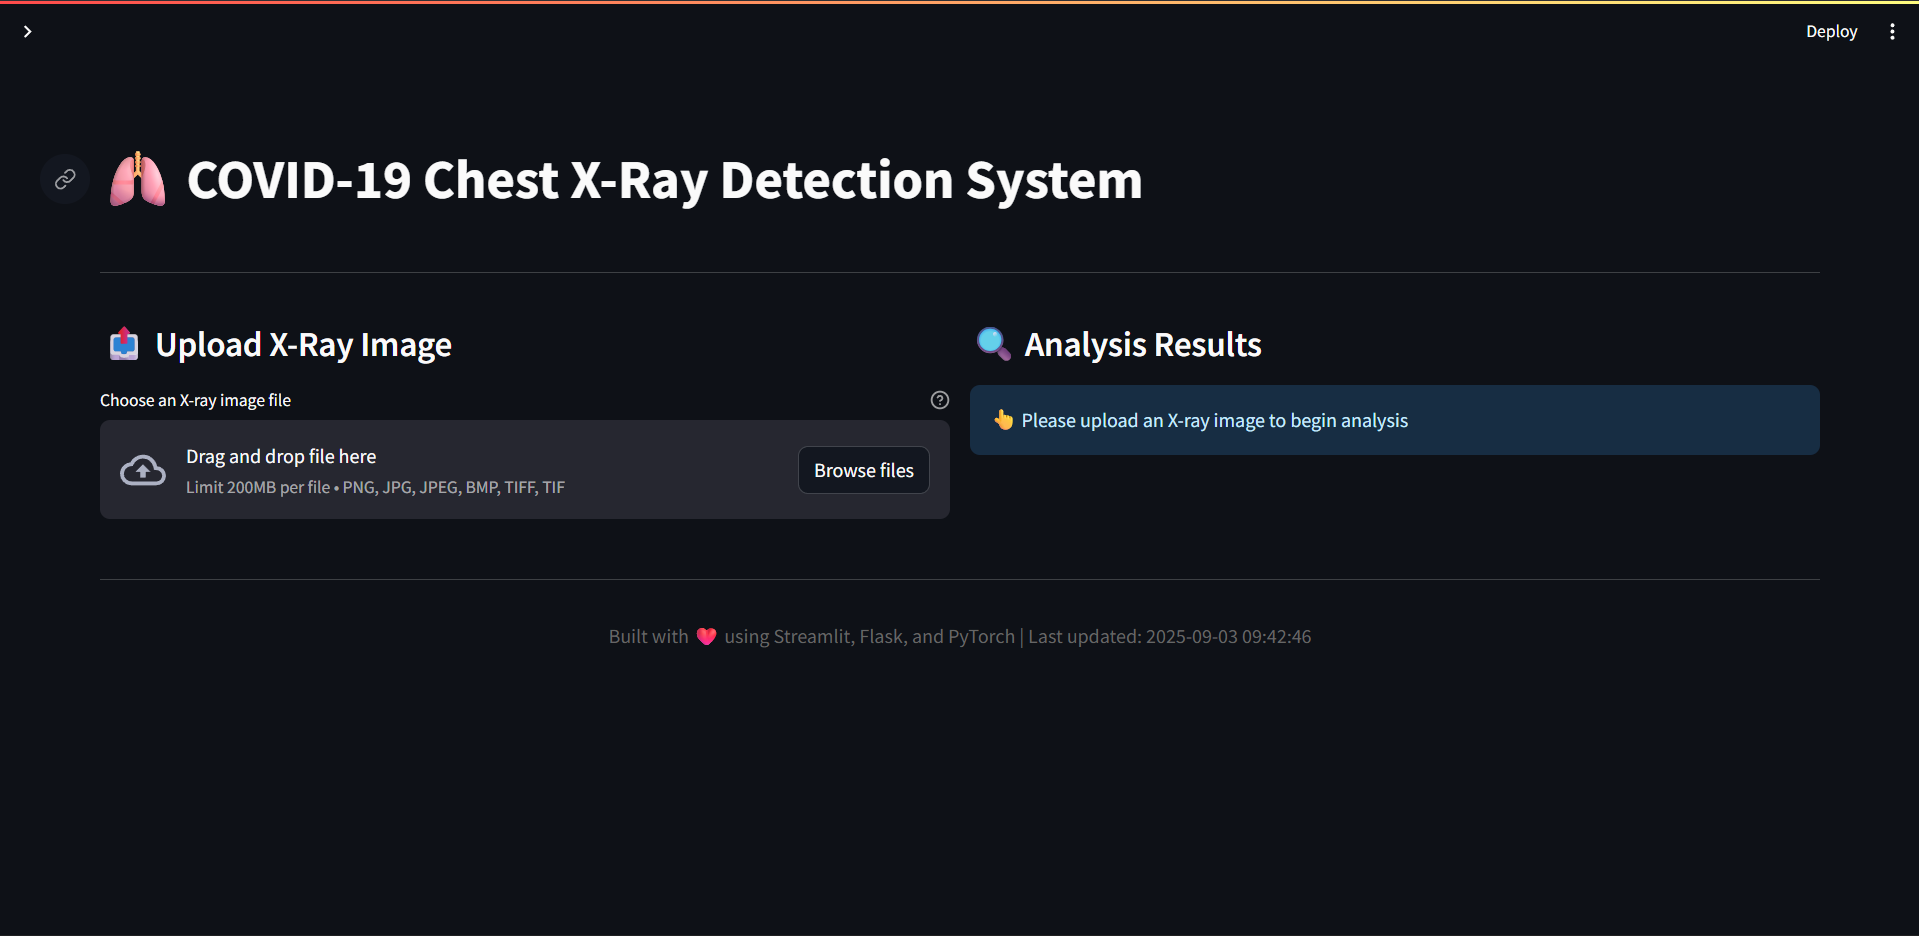 Deploy
COVID-19 Chest X-Ray Detection System
Upload X-Ray Image
Choose an X-ray image file
Drag and drop file here
Limit 200MB per file • PNG, JPG, JPEG, BMP, TIFF, TIF
Browse files
Analysis Results
👆 Please upload an X-ray image to begin analysis
Built with ❤️ using Streamlit, Flask, and PyTorch | Last updated: 2025-09-03 09:42:46